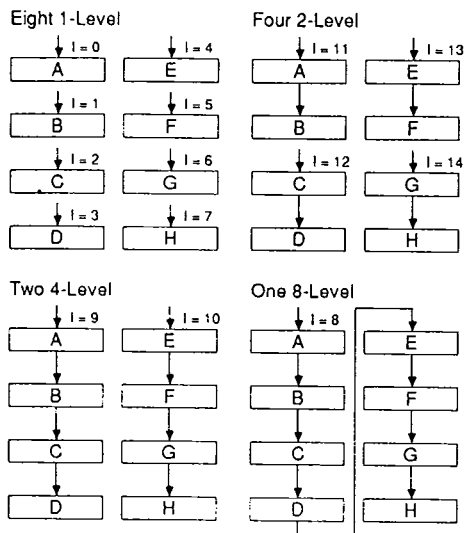 Eight 1-Level
I = 0
A
I = 4
E
I = 1
B
I = 5
F
I = 2
C
I = 6
G
I = 3
D
I = 7
H
Four 2-Level
I = 11
A
I = 13
E
B
F
I = 12
C
I = 14
G
D
H
Two 4-Level
I = 9
A
I = 10
E
B
F
C
G
D
H
One 8-Level
I = 8
A
E
B
F
C
G
D
H